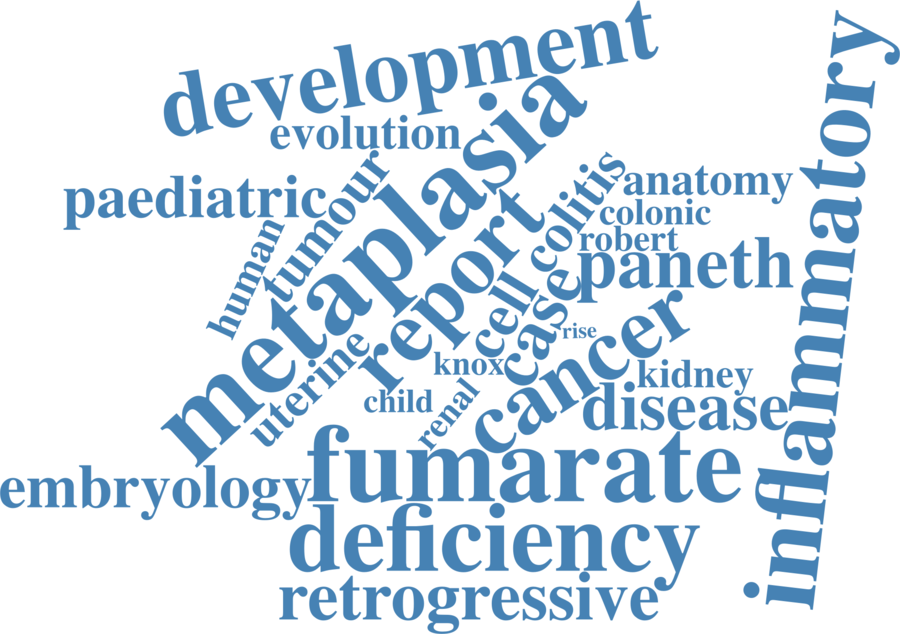 development
evolution
metaplasia
inflammatory
paediatric
tumour
human
colitis
anatomy
colonic
robert
paneth
report
cell
case
rise
cancer
uterine
knox
kidney
child
renal
disease
fumarate
embryology
deficiency
retrogressive